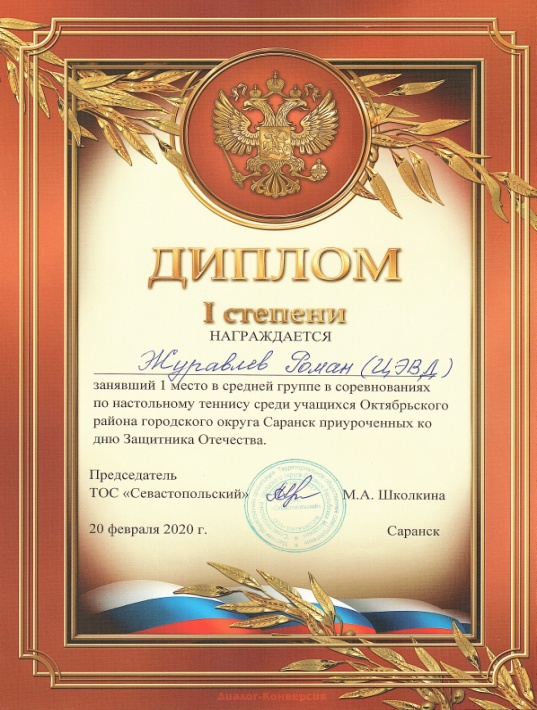 ДИПЛОМ
I степени
НАГРАЖДАЕТСЯ
Журавлев Роман (ЦЭВД)
занявший 1 место в средней группе в соревнованиях
по настольному теннису среди учащихся Октябрьского
района городского округа Саранск приуроченных ко
дню Защитника Отечества.
Председатель
ТОС «Севастопольский» М.А. Школкина
20 февраля 2020 г. Саранск
Диалог-Конверсия